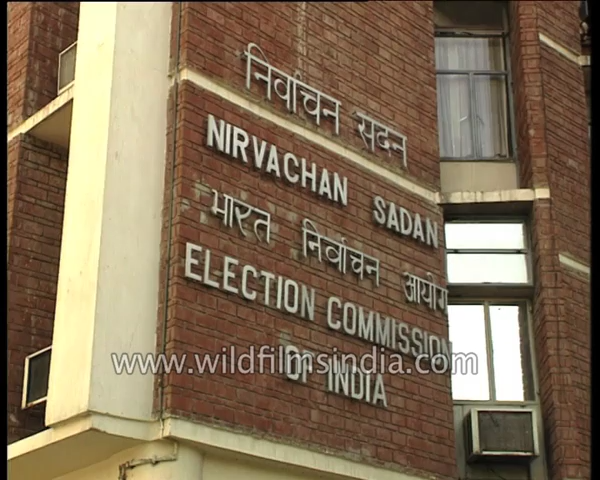 निर्वाचन सदन
NIRVACHAN SADAN
भारत निर्वाचन आयोग
ELECTION COMMISSION
OF INDIA
www.wildfilmsindia.com